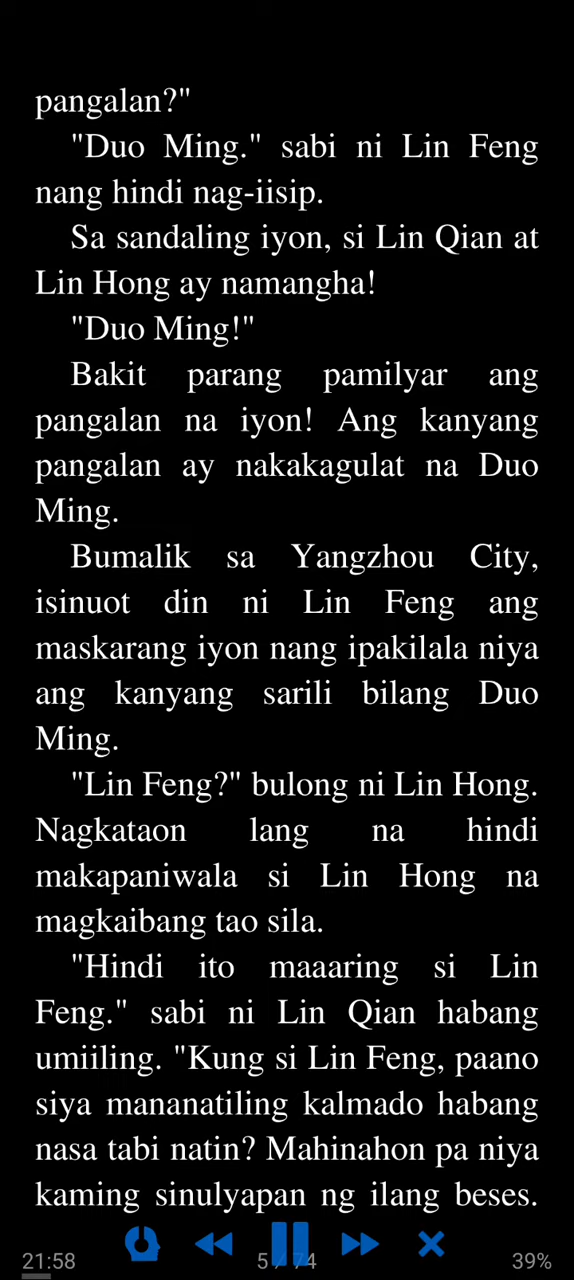 pangalan?"
"Duo Ming." sabi ni Lin Feng
nang hindi nag-iisip.
Sa sandaling iyon, si Lin Qian at
Lin Hong ay namangha!
"Duo Ming!"
Bakit parang pamilyar ang
pangalan na iyon! Ang kanyang
pangalan ay nakakagulat na Duo
Ming.
Bumalik sa Yangzhou City,
isinuot din ni Lin Feng ang
maskarang iyon nang ipakilala niya
ang kanyang sarili bilang Duo
Ming.
"Lin Feng?" bulong ni Lin Hong.
Nagkataon lang na hindi
makapaniwala si Lin Hong na
magkaibang tao sila.
"Hindi ito maaaring si Lin
Feng." sabi ni Lin Qian habang
umiiling. "Kung si Lin Feng, paano
siya mananatiling kalmado habang
nasa tabi natin? Mahinahon pa niya
kaming sinulyapan ng ilang beses.
21:58 5 / 74 39%